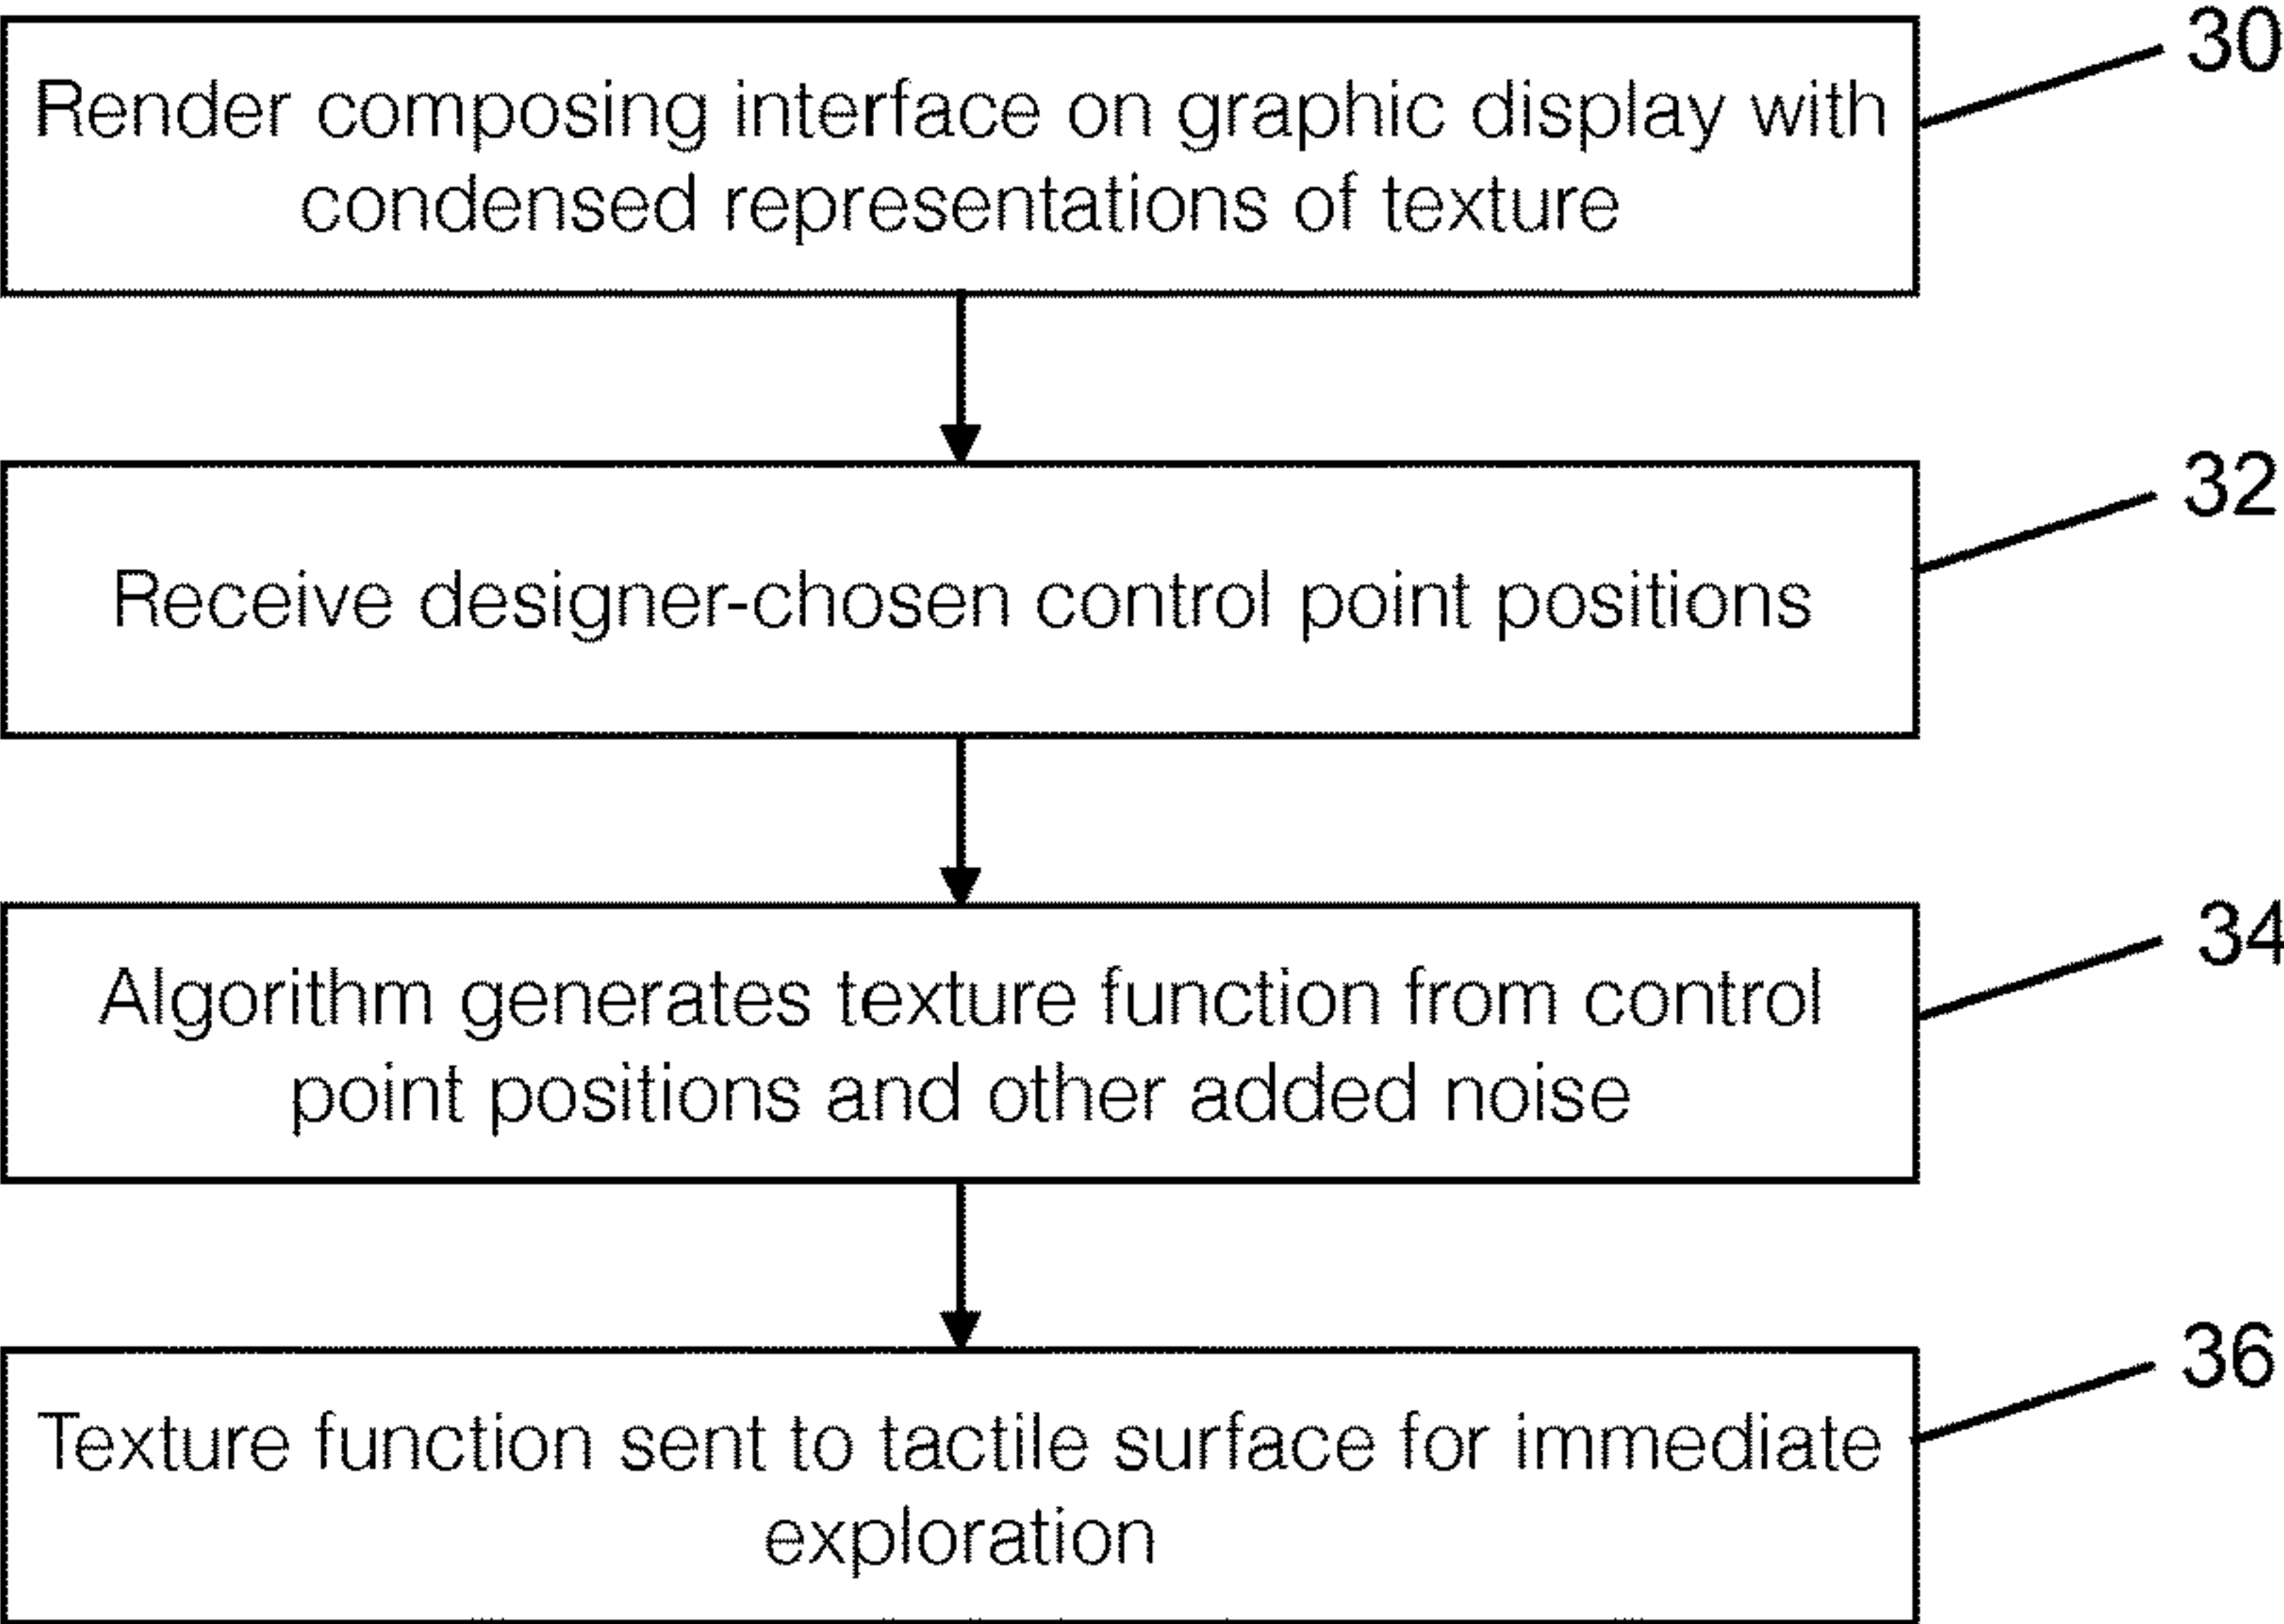 30
Render composing interface on graphic display with
condensed representations of texture
32
Receive designer-chosen control point positions
34
Algorithm generates texture function from control
point positions and other added noise
36
Texture function sent to tactile surface for immediate
exploration